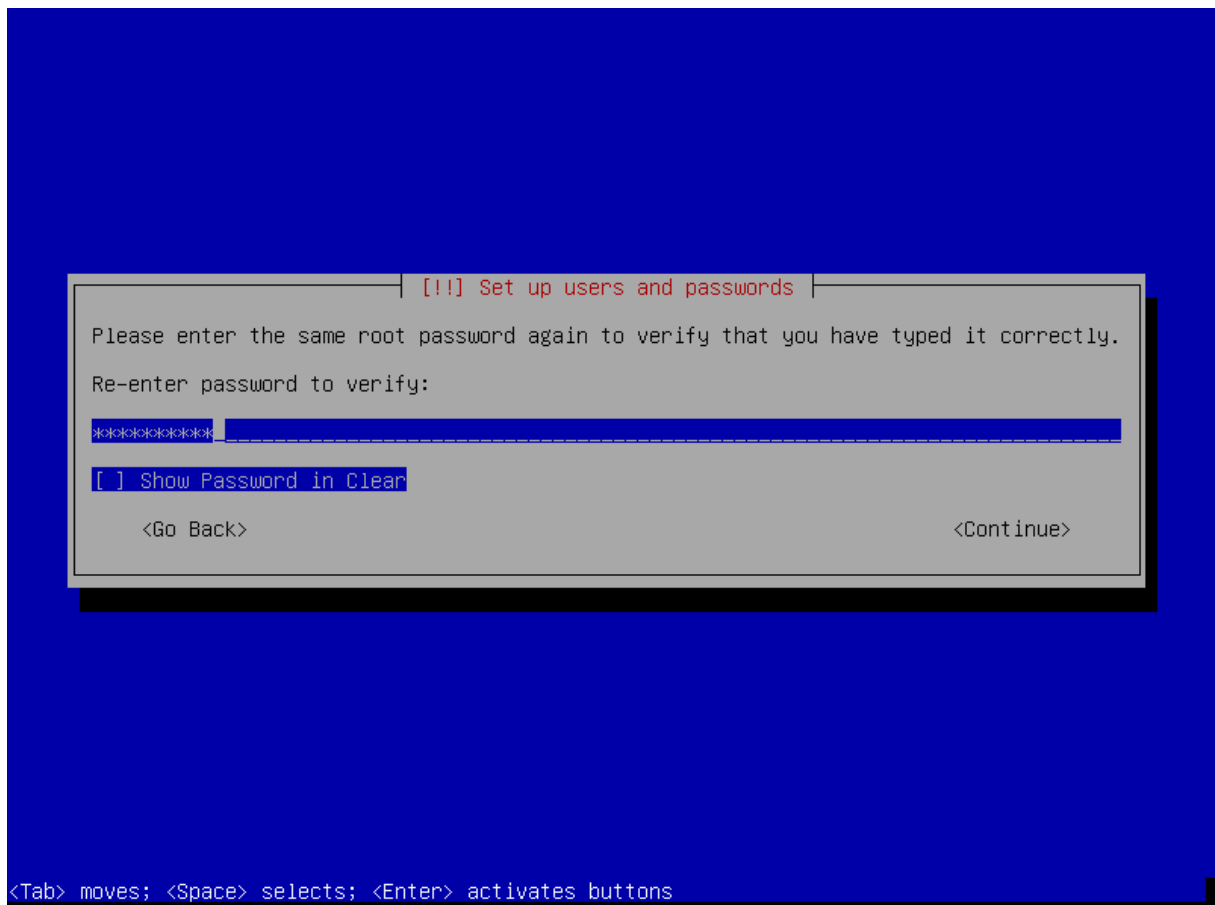 [!!] Set up users and passwords
Please enter the same root password again to verify that you have typed it correctly.
Re-enter password to verify:
**********
[ ] Show Password in Clear
<Go Back> <Continue>
<Tab> moves; <Space> selects; <Enter> activates buttons